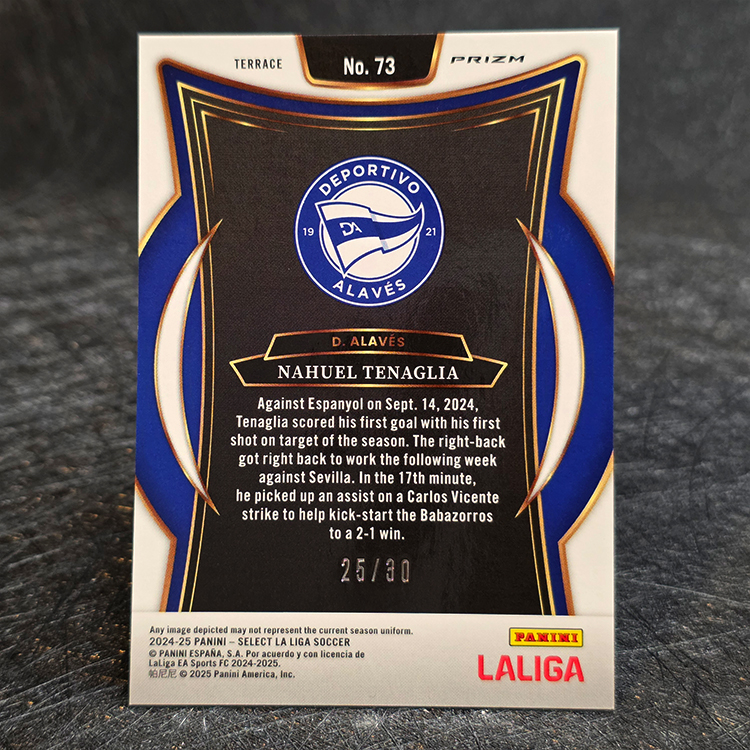 TERRACE
No. 73
PRIZM
DEPORTIVO
19 DA 21
ALAVÉS
D. ALAVÉS
NAHUEL TENAGLIA
Against Espanyol on Sept. 14, 2024,
Tenaglia scored his first goal with his first
shot on target of the season. The right-back
got right back to work the following week
against Sevilla. In the 17th minute,
he picked up an assist on a Carlos Vicente
strike to help kick-start the Babazorros
to a 2-1 win.
25/30
Any image depicted may not represent the current season uniform.
2024-25 PANINI – SELECT LA LIGA SOCCER
© PANINI ESPAÑA, S.A. Por acuerdo y con licencia de
LaLiga EA Sports FC 2024-2025.
帕尼尼 © 2025 Panini America, Inc.
PANINI
LALIGA